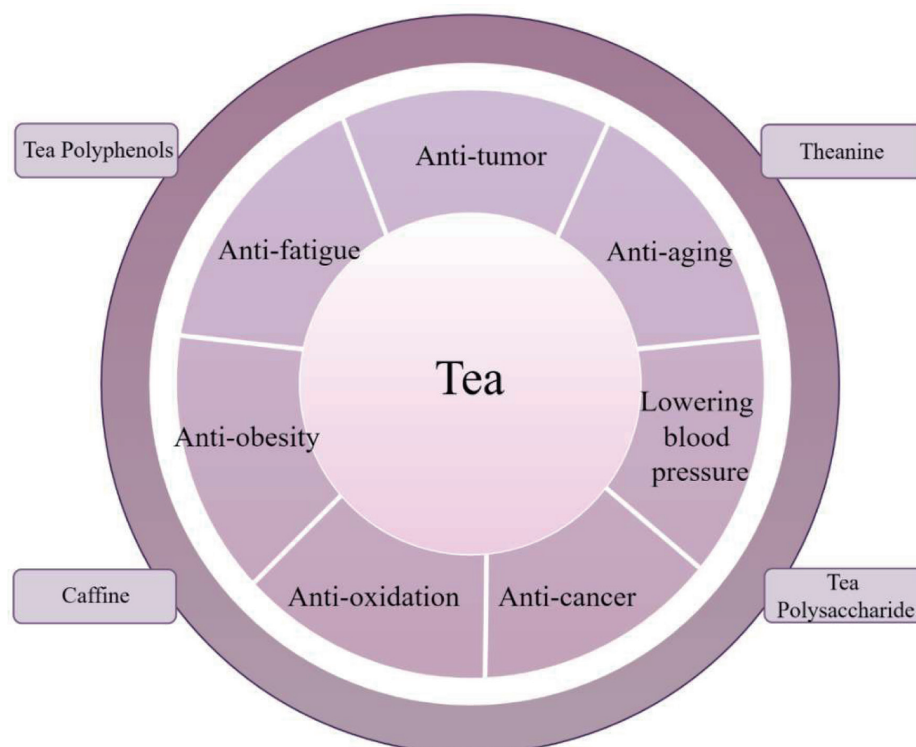 Anti-tumor
Tea Polyphenols
Theanine
Anti-fatigue
Anti-aging
Tea
Lowering
blood
pressure
Anti-obesity
Caffine
Anti-oxidation
Anti-cancer
Tea
Polysaccharide